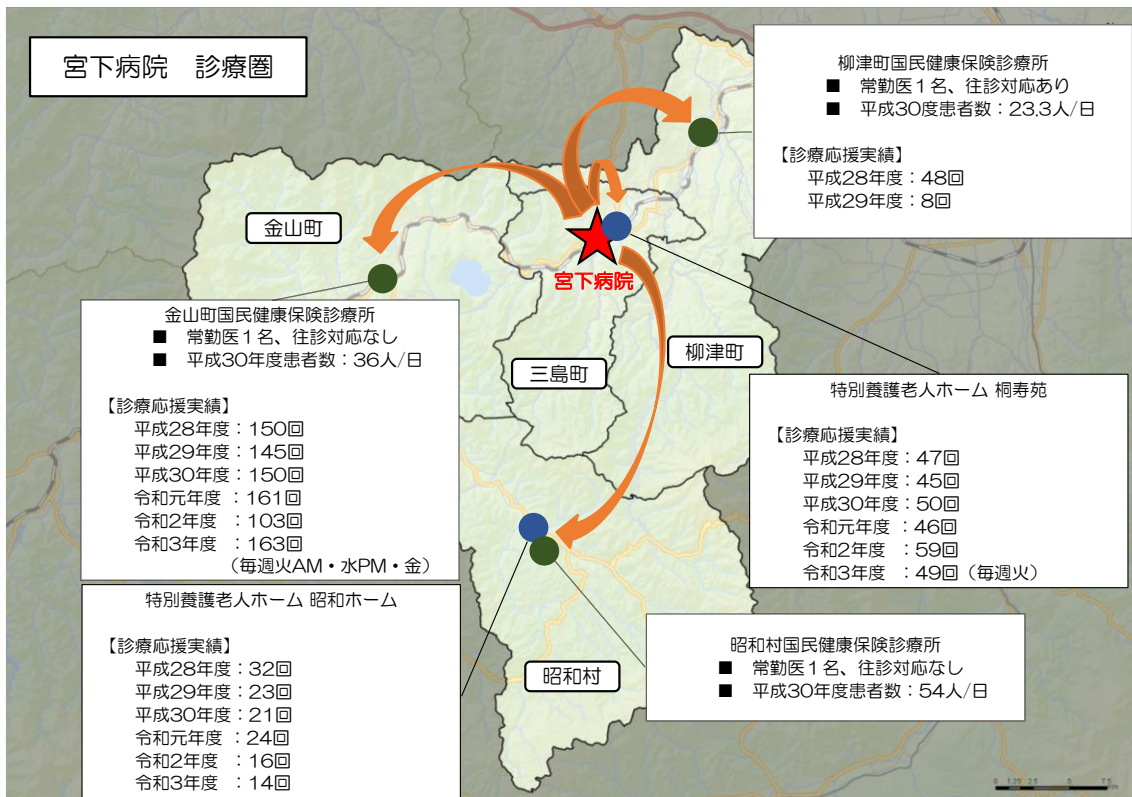 宮下病院　診療圏
柳津町国民健康保険診療所
■　常勤医１名、往診対応あり
■　平成30度患者数：23.3人/日
【診療応援実績】
平成28年度：48回
平成29年度：8回
金山町
宮下病院
柳津町
三島町
昭和村
金山町国民健康保険診療所
■　常勤医１名、往診対応なし
■　平成30年度患者数：36人/日
【診療応援実績】
平成28年度：150回
平成29年度：145回
平成30年度：150回
令和元年度：161回
令和2年度：103回
令和3年度：163回
（毎週火AM・水PM・金）
特別養護老人ホーム 桐寿苑
【診療応援実績】
平成28年度：47回
平成29年度：45回
平成30年度：50回
令和元年度：46回
令和2年度：59回
令和3年度：49回（毎週火）
特別養護老人ホーム 昭和ホーム
【診療応援実績】
平成28年度：32回
平成29年度：23回
平成30年度：21回
令和元年度：24回
令和2年度：16回
令和3年度：14回
昭和村国民健康保険診療所
■　常勤医１名、往診対応なし
■　平成30年度患者数：54人/日
0 1.25 2.5 5 7.5